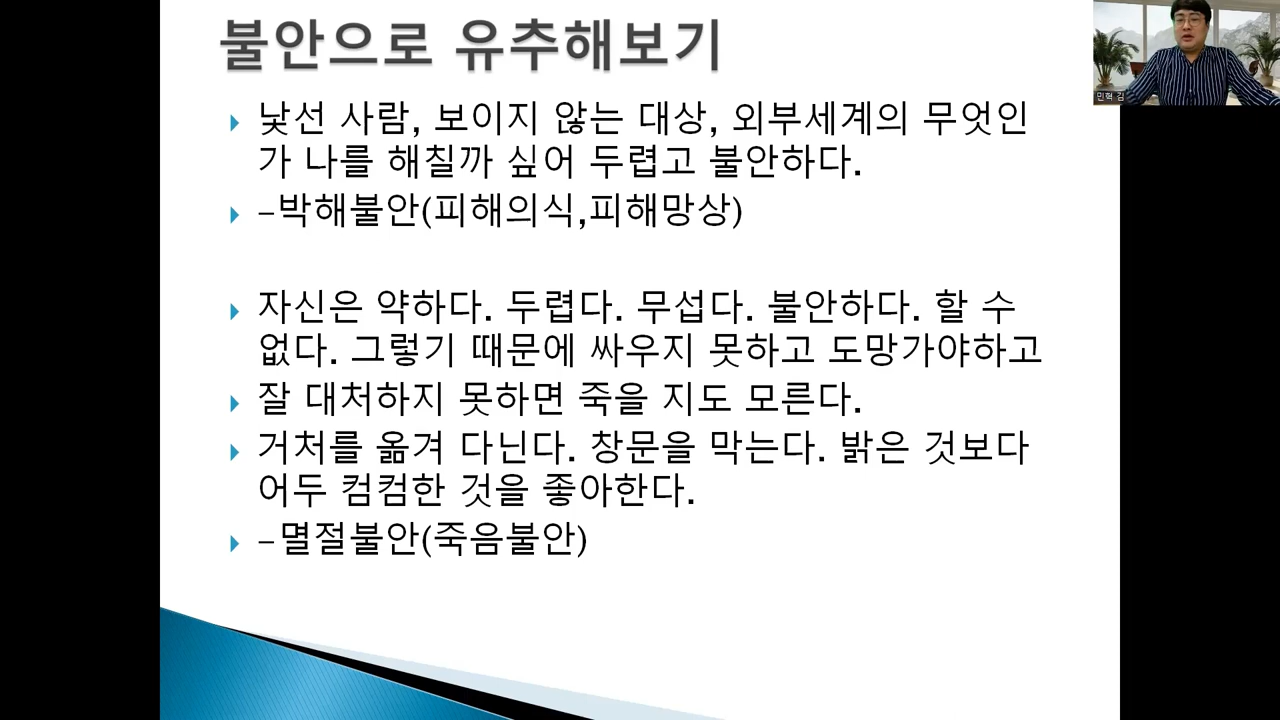 불안으로 유추해보기
낯선 사람, 보이지 않는 대상, 외부세계의 무엇인
가 나를 해칠까 싶어 두렵고 불안하다.
–박해불안(피해의식,피해망상)
자신은 약하다. 두렵다. 무섭다. 불안하다. 할 수
없다. 그렇기 때문에 싸우지 못하고 도망가야하고
잘 대처하지 못하면 죽을 지도 모른다.
거처를 옮겨 다닌다. 창문을 막는다. 밝은 것보다
어두 컴컴한 것을 좋아한다.
–멸절불안(죽음불안)
민혁 김